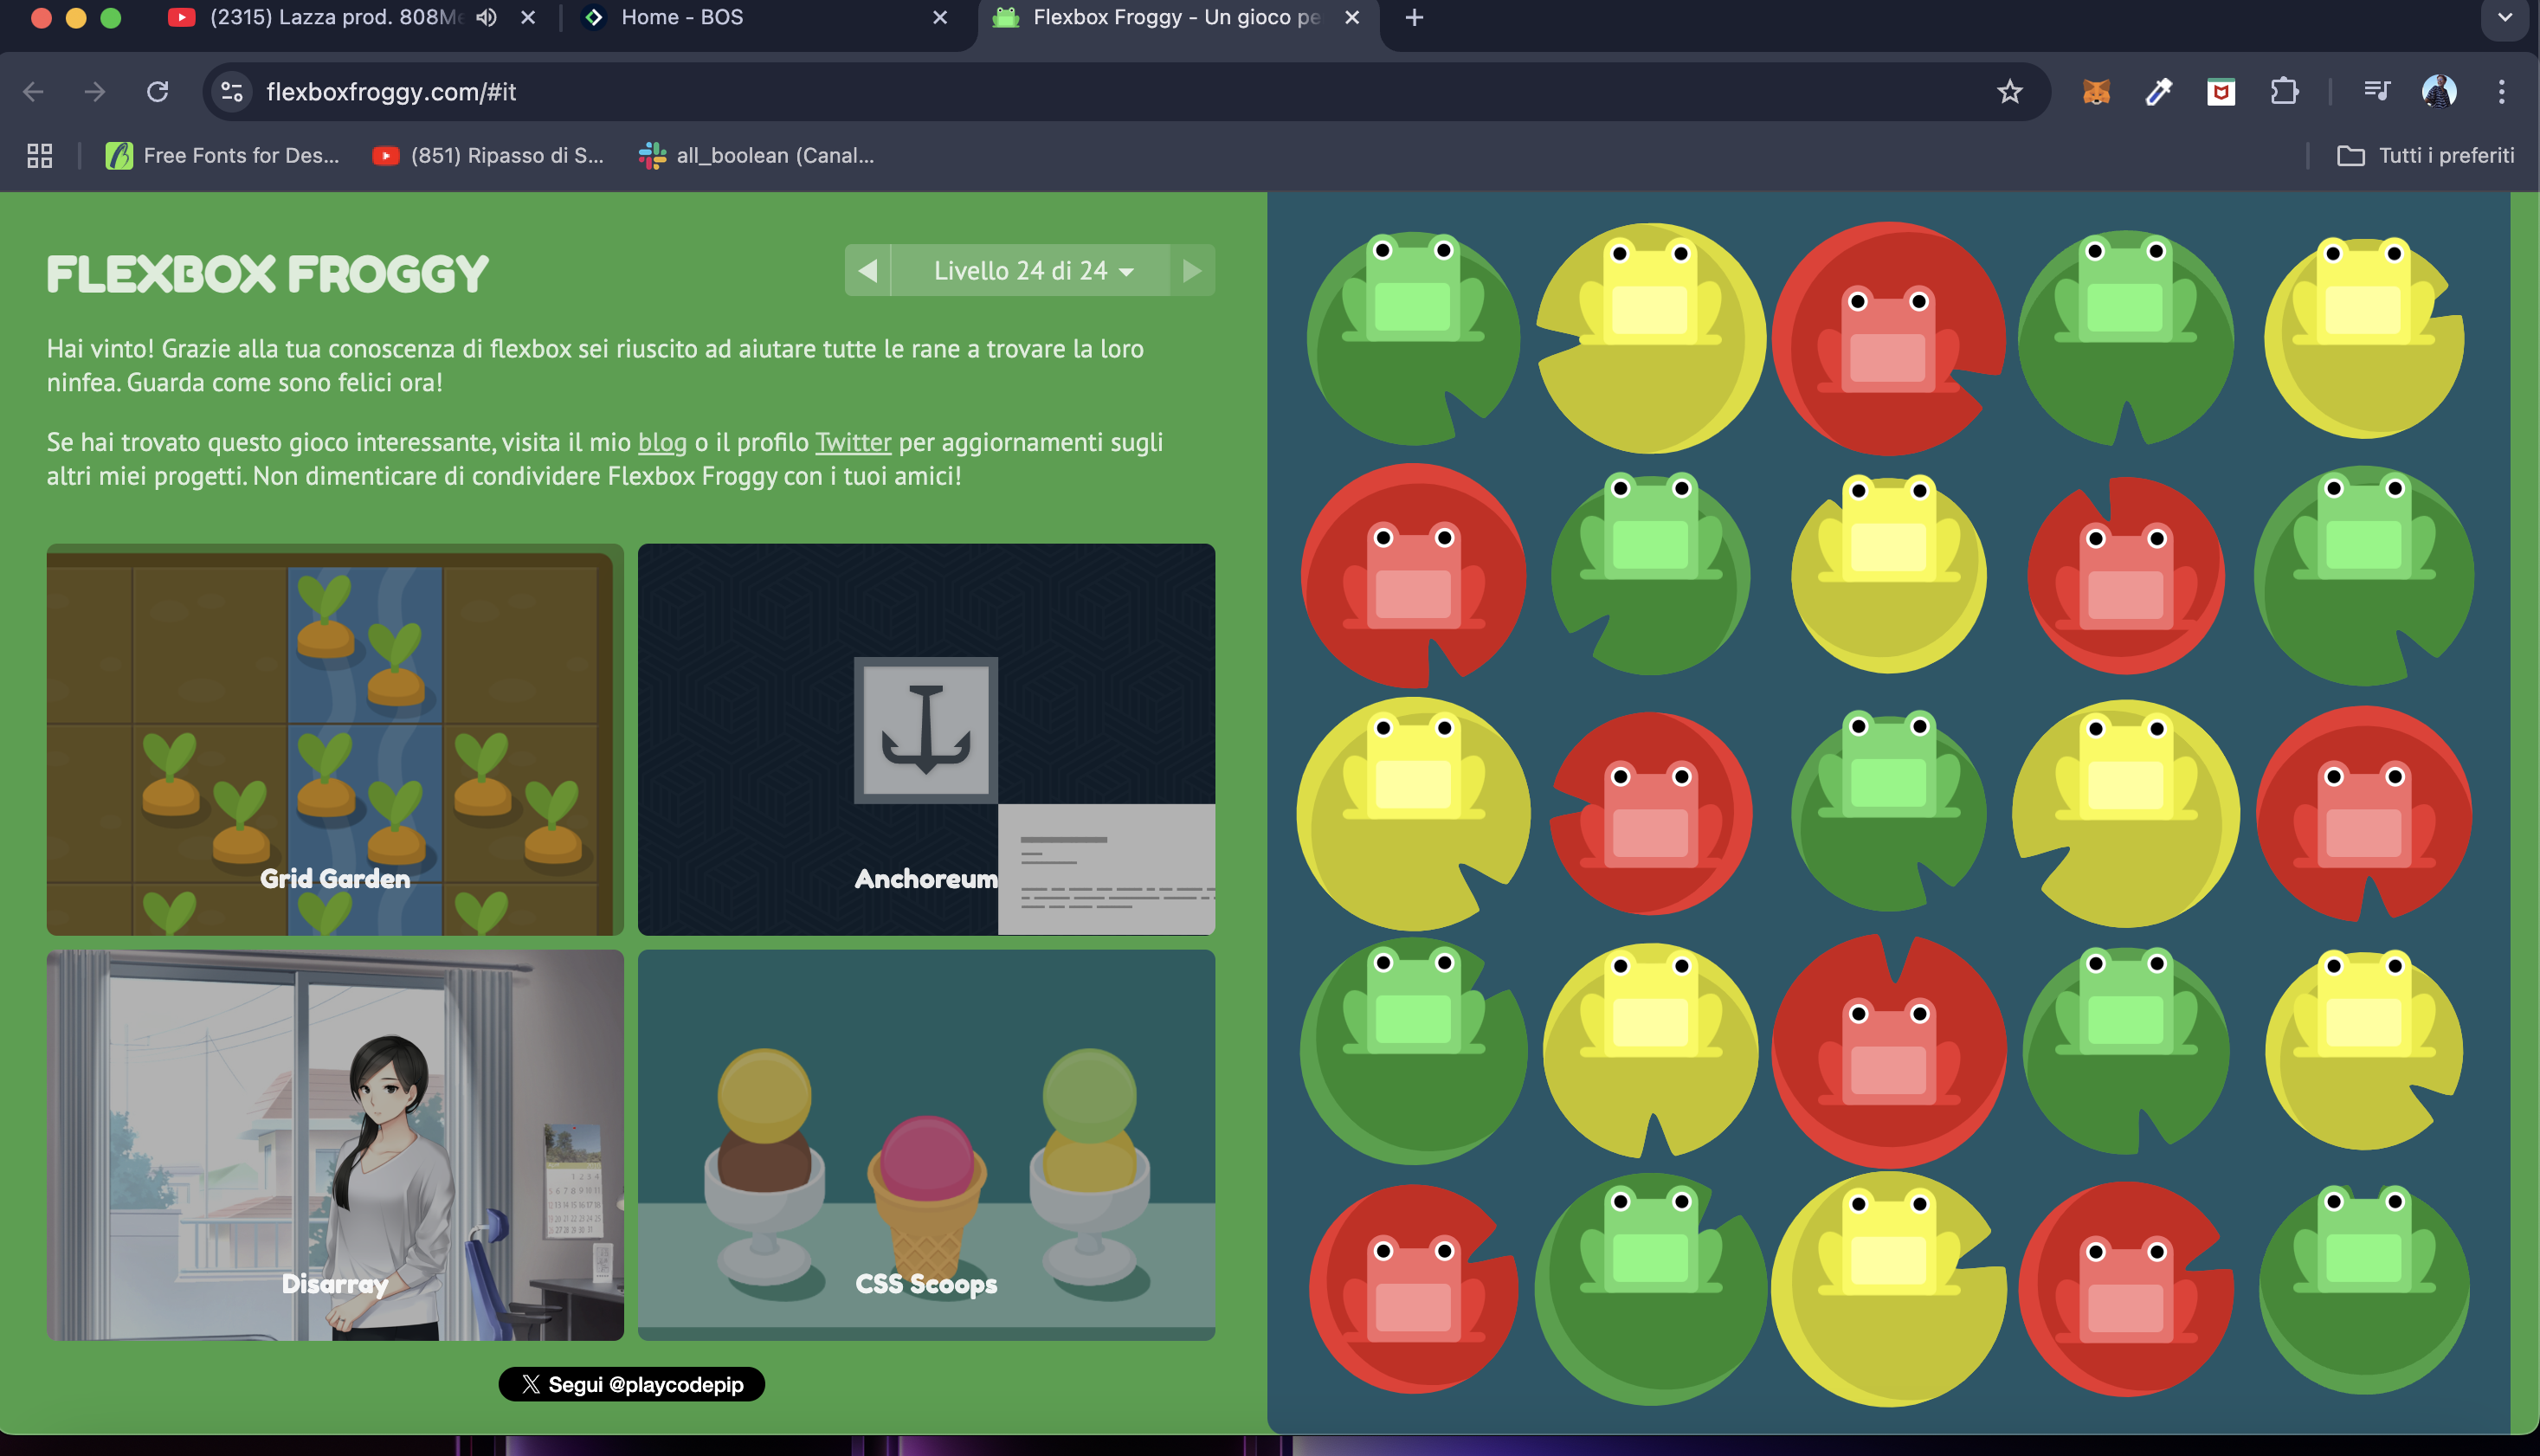 (2315) Lazza prod. 808Me
Home - BOS
Flexbox Froggy - Un gioco pe
flexboxfroggy.com/#it
Free Fonts for Des...
(851) Ripasso di S...
all_boolean (Canal...
Tutti i preferiti
FLEXBOX FROGGY
Livello 24 di 24
Hai vinto! Grazie alla tua conoscenza di flexbox sei riuscito ad aiutare tutte le rane a trovare la loro
ninfea. Guarda come sono felici ora!
Se hai trovato questo gioco interessante, visita il mio blog o il profilo Twitter per aggiornamenti sugli
altri miei progetti. Non dimenticare di condividere Flexbox Froggy con i tuoi amici!
Grid Garden
Anchoreum
Disarray
CSS Scoops
Segui @playcodepip